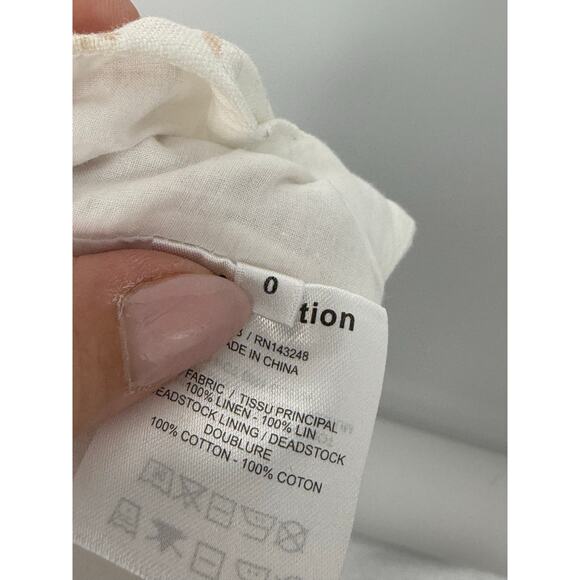 0
tion
/ RN143248
MADE IN CHINA
FABRIC / TISSU PRINCIPAL
100% LINEN - 100% LIN
DEADSTOCK LINING / DEADSTOCK
DOUBLURE
100% COTTON - 100% COTON